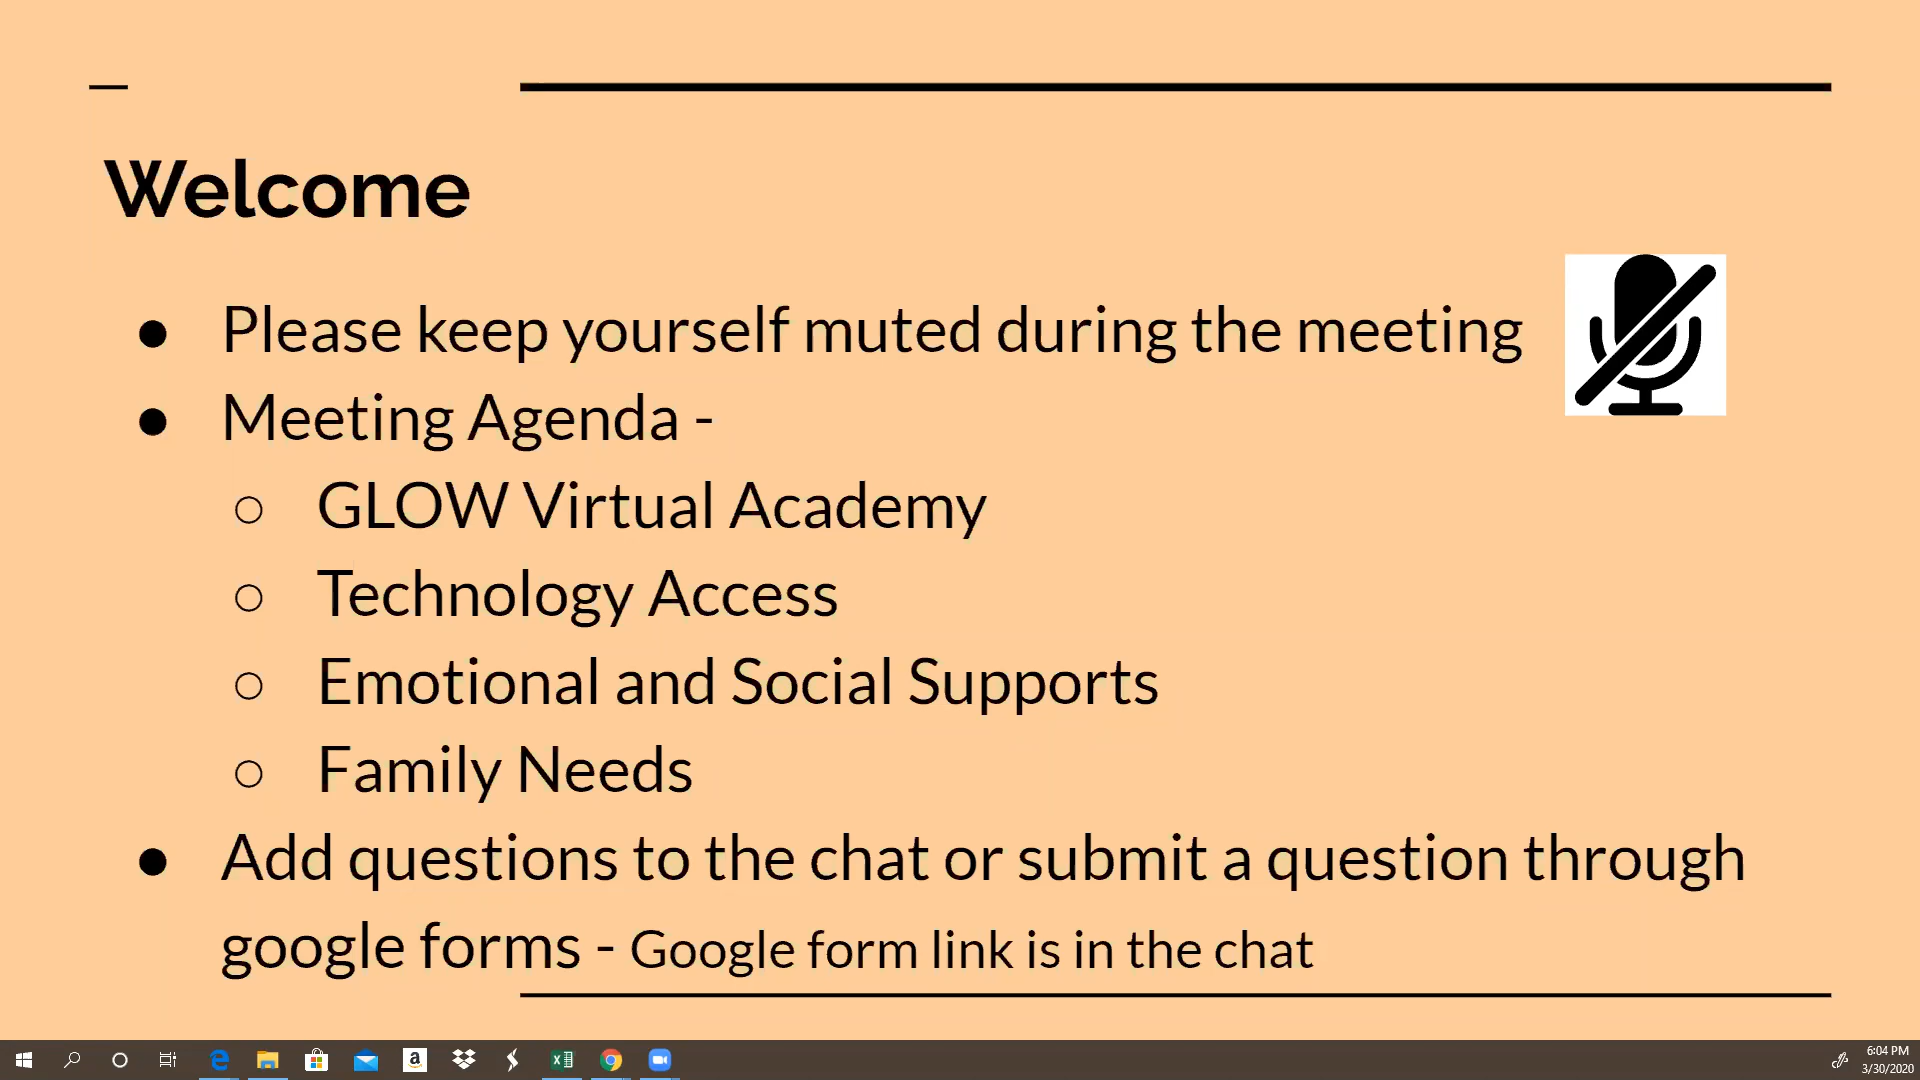 Welcome
● Please keep yourself muted during the meeting
● Meeting Agenda -
○ GLOW Virtual Academy
○ Technology Access
○ Emotional and Social Supports
○ Family Needs
● Add questions to the chat or submit a question through
google forms - Google form link is in the chat
6:04 PM
3/30/2020